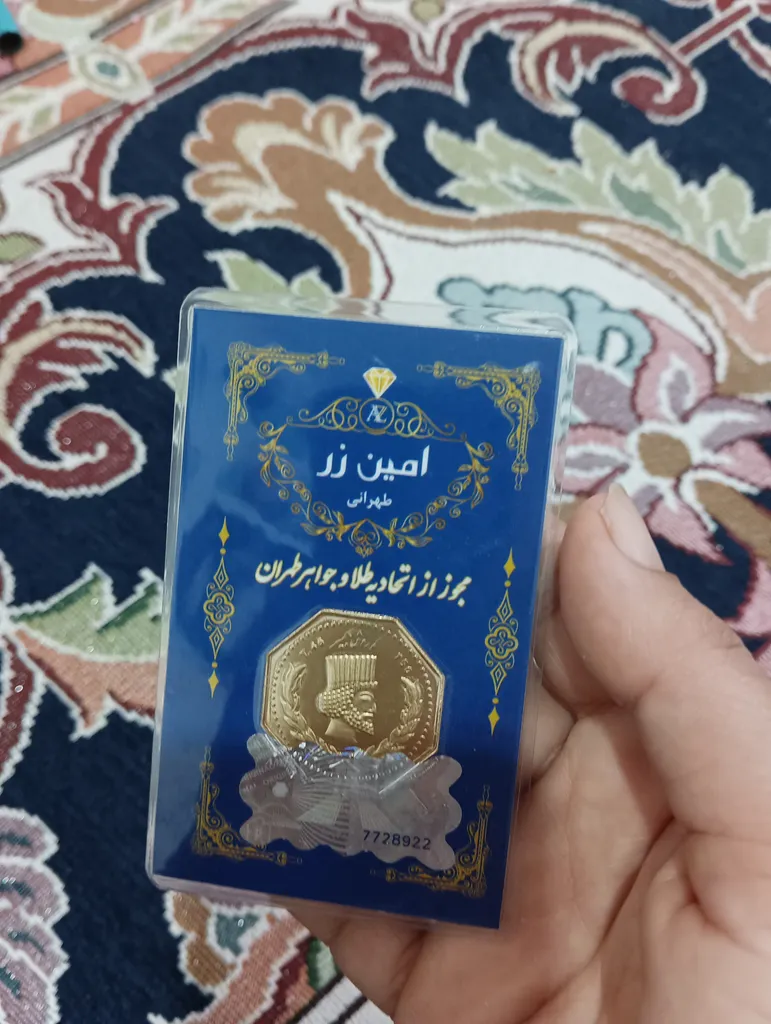 AZ
امین زر
طهرانی
مجوز از اتحادیه طلا و جواهر طهران
7728922